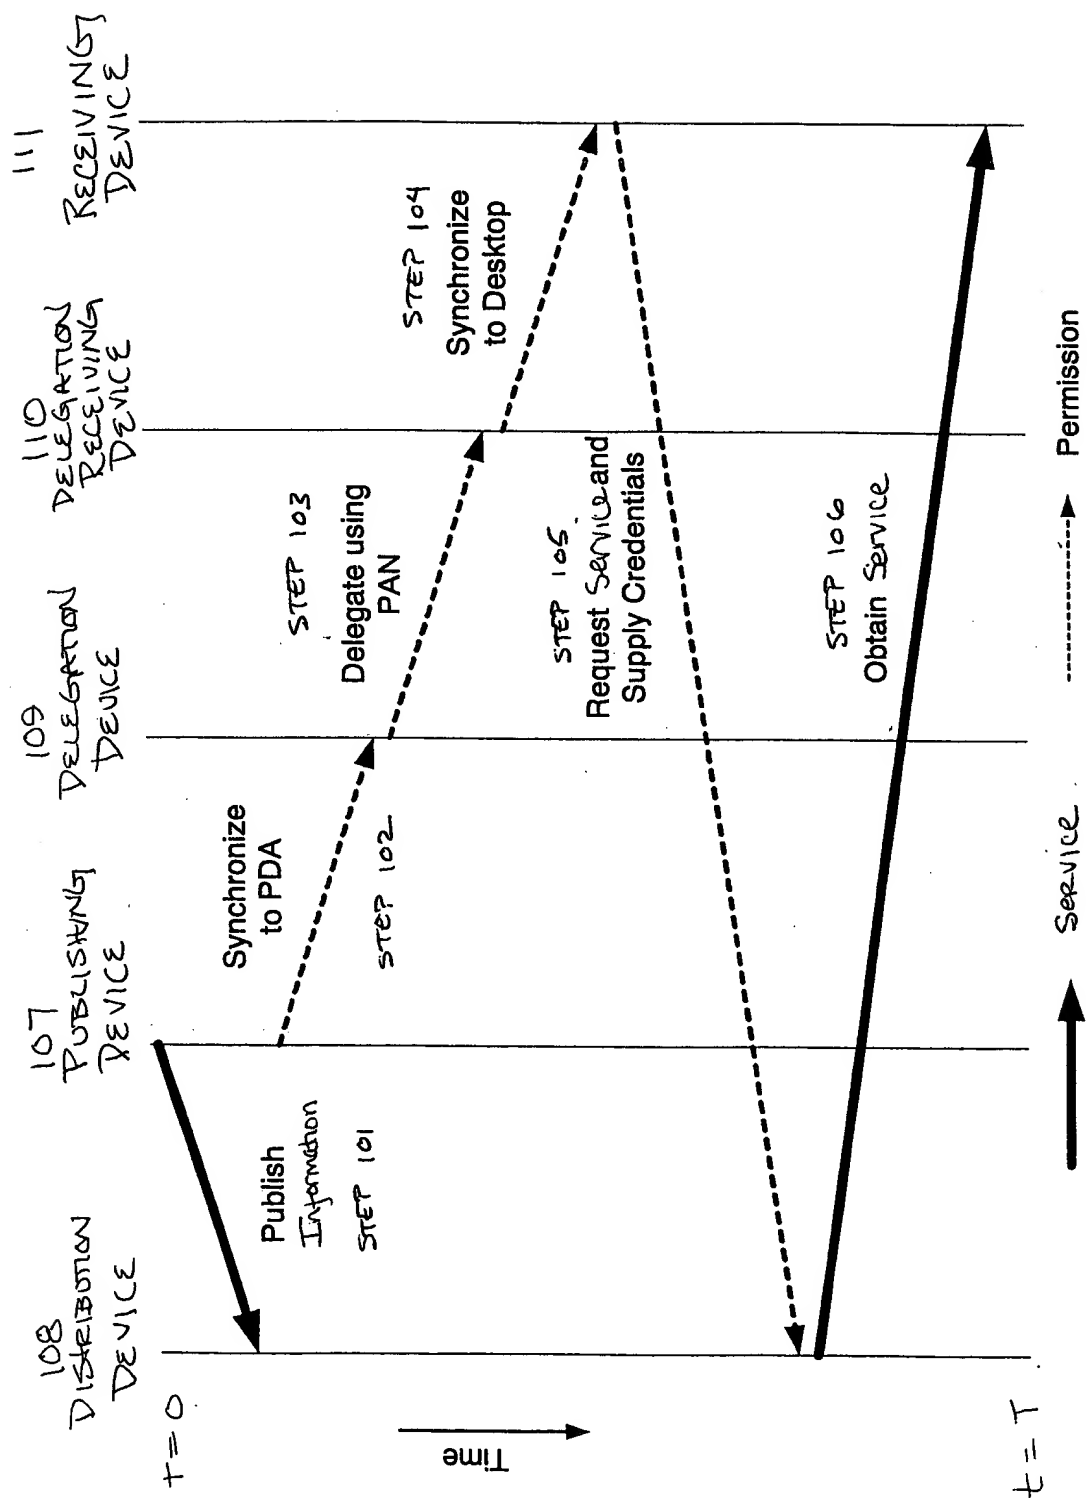 108
DISTRIBUTION
DEVICE
107
PUBLISHING
DEVICE
109
DELEGATION
DEVICE
110
DELEGATION
RECEIVING
DEVICE
111
RECEIVING
DEVICE
t=0
Time
t=T
Publish
Information
STEP 101
Synchronize
to PDA
STEP 102
STEP 103
Delegate using
PAN
STEP 104
Synchronize
to Desktop
STEP 105
Request Service and
Supply Credentials
STEP 106
Obtain Service
Service
Permission